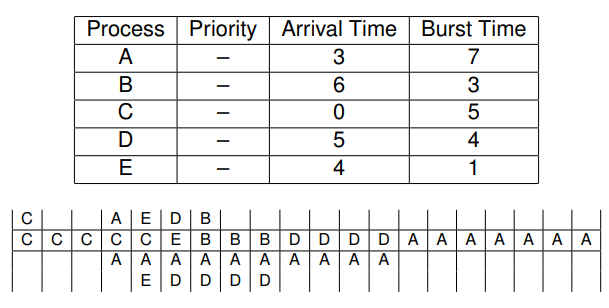 Process Priority Arrival Time Burst Time
A – 3 7
B – 6 3
C – 0 5
D – 5 4
E – 4 1
C A E D B
C C C C C E B B B D D D D A A A A A A A
A A A A A A A A A A
E D D D D